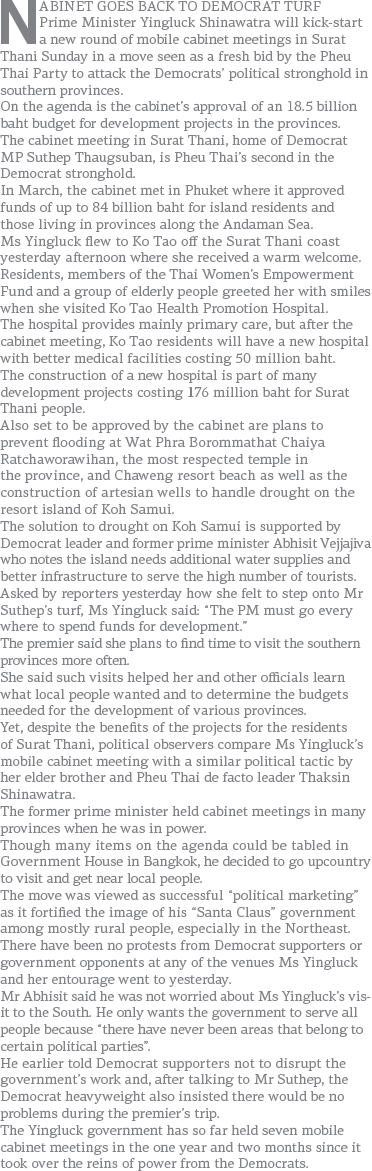 NABINET GOES BACK TO DEMOCRAT TURF
Prime Minister Yingluck Shinawatra will kick-start
a new round of mobile cabinet meetings in Surat
Thani Sunday in a move seen as a fresh bid by the Pheu
Thai Party to attack the Democrats’ political stronghold in
southern provinces.
On the agenda is the cabinet’s approval of an 18.5 billion
baht budget for development projects in the provinces.
The cabinet meeting in Surat Thani, home of Democrat
MP Suthep Thaugsuban, is Pheu Thai’s second in the
Democrat stronghold.
In March, the cabinet met in Phuket where it approved
funds of up to 84 billion baht for island residents and
those living in provinces along the Andaman Sea.
Ms Yingluck flew to Ko Tao off the Surat Thani coast
yesterday afternoon where she received a warm welcome.
Residents, members of the Thai Women’s Empowerment
Fund and a group of elderly people greeted her with smiles
when she visited Ko Tao Health Promotion Hospital.
The hospital provides mainly primary care, but after the
cabinet meeting, Ko Tao residents will have a new hospital
with better medical facilities costing 50 million baht.
The construction of a new hospital is part of many
development projects costing 176 million baht for Surat
Thani people.
Also set to be approved by the cabinet are plans to
prevent flooding at Wat Phra Borommathat Chaiya
Ratchaworawihan, the most respected temple in
the province, and Chaweng resort beach as well as the
construction of artesian wells to handle drought on the
resort island of Koh Samui.
The solution to drought on Koh Samui is supported by
Democrat leader and former prime minister Abhisit Vejjajiva
who notes the island needs additional water supplies and
better infrastructure to serve the high number of tourists.
Asked by reporters yesterday how she felt to step onto Mr
Suthep’s turf, Ms Yingluck said: “The PM must go every
where to spend funds for development.”
The premier said she plans to find time to visit the southern
provinces more often.
She said such visits helped her and other officials learn
what local people wanted and to determine the budgets
needed for the development of various provinces.
Yet, despite the benefits of the projects for the residents
of Surat Thani, political observers compare Ms Yingluck’s
mobile cabinet meeting with a similar political tactic by
her elder brother and Pheu Thai de facto leader Thaksin
Shinawatra.
The former prime minister held cabinet meetings in many
provinces when he was in power.
Though many items on the agenda could be tabled in
Government House in Bangkok, he decided to go upcountry
to visit and get near local people.
The move was viewed as successful “political marketing”
as it fortified the image of his “Santa Claus” government
among mostly rural people, especially in the Northeast.
There have been no protests from Democrat supporters or
government opponents at any of the venues Ms Yingluck
and her entourage went to yesterday.
Mr Abhisit said he was not worried about Ms Yingluck’s vis-
it to the South. He only wants the government to serve all
people because “there have never been areas that belong to
certain political parties”.
He earlier told Democrat supporters not to disrupt the
government’s work and, after talking to Mr Suthep, the
Democrat heavyweight also insisted there would be no
problems during the premier’s trip.
The Yingluck government has so far held seven mobile
cabinet meetings in the one year and two months since it
took over the reins of power from the Democrats.